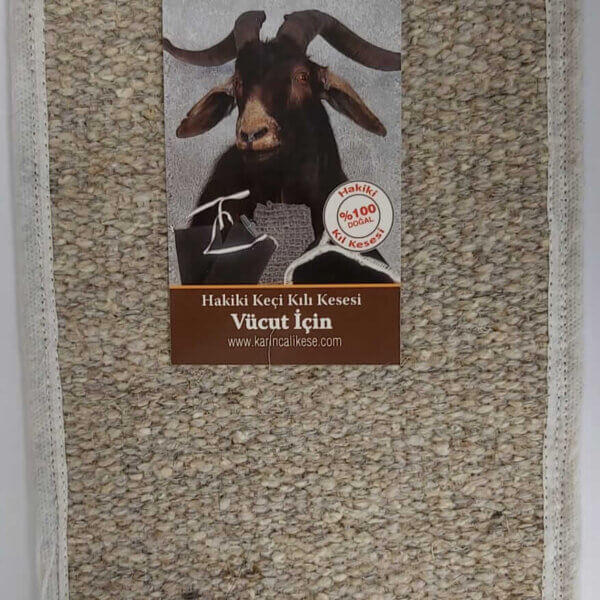 Hakiki
%100
DOĞAL
Kıl Kesesi
Hakiki Keçi Kılı Kesesi
Vücut İçin
www.karincalikese.com